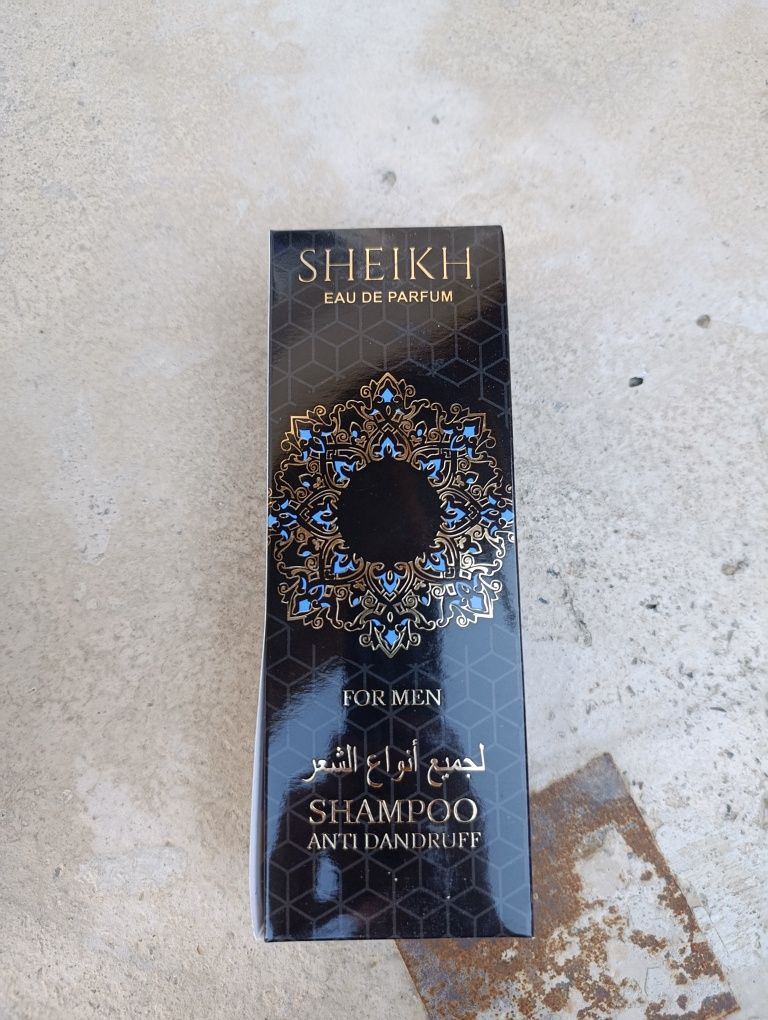 SHEIKH
EAU DE PARFUM
FOR MEN
لجميع أنواع الشعر
SHAMPOO
ANTI DANDRUFF